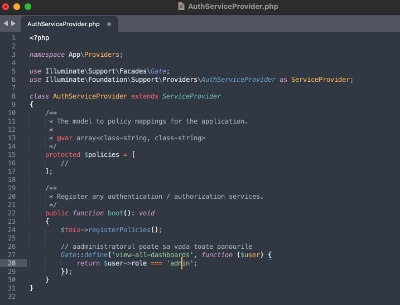 AuthServiceProvider.php
AuthServiceProvider.php
1 <?php
2
3 namespace App\Providers;
4
5 use Illuminate\Support\Facades\Gate;
6 use Illuminate\Foundation\Support\Providers\AuthServiceProvider as ServiceProvider;
7
8 class AuthServiceProvider extends ServiceProvider
9 {
10 /**
11 * The model to policy mappings for the application.
12 *
13 * @var array<class-string, class-string>
14 */
15 protected $policies = [
16 //
17 ];
18
19 /**
20 * Register any authentication / authorization services.
21 */
22 public function boot(): void
23 {
24 $this->registerPolicies();
25
26 // aadministratorul poate sa vada toate panourile
27 Gate::define('view-all-dashboards', function ($user) {
28 return $user->role === 'admin';
29 });
30 }
31 }
32